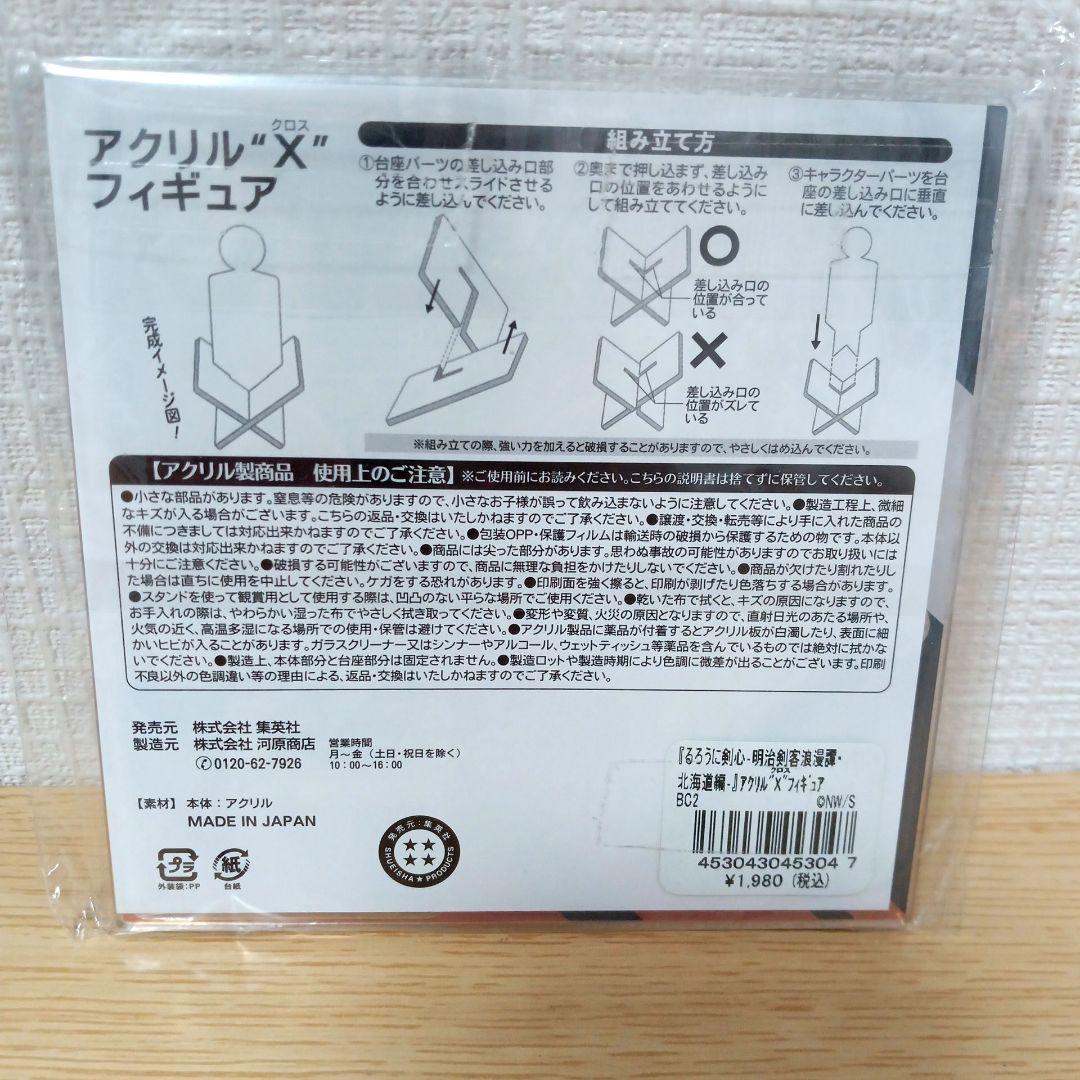 アクリル“X”
クロス
フィギュア
完成イメージ図！
組み立て方
①台座パーツの差し込み口部
分を合わせスライドさせる
ように差し込んでください。
②奥まで押し込まず、差し込み
口の位置をあわせるように
して組み立ててください。
差し込み口の
位置が合って
いる
差し込み口の
位置がズレて
いる
③キャラクターパーツを台
座の差し込み口に垂直
に差し込んでください。
※組み立ての際、強い力を加えると破損することがありますので、やさしくはめ込んでください。
【アクリル製商品 使用上のご注意】※ご使用前にお読みください。こちらの説明書は捨てずに保管してください。
●小さな部品があります。窒息等の危険がありますので、小さなお子様が誤って飲み込まないように注意してください。●製造工程上、微細
なキズが入る場合がございます。こちらの返品・交換はいたしかねますのでご了承ください。●譲渡・交換・転売等により手に入れた商品の
不備につきましては対応出来かねますのでご了承ください。●包装OPP・保護フィルムは輸送時の破損から保護するための物です。本体以
外の交換は対応出来かねますのでご了承ください。●商品には尖った部分があります。思わぬ事故の可能性がありますのでお取り扱いには
十分にご注意ください。●破損する可能性がございますので、商品に無理な負担をかけたりしないでください。●商品が欠けたり割れたりし
た場合は直ちに使用を中止してください。ケガをする恐れがあります。●印刷面を強く擦ると、印刷が剥げたり色落ちする場合があります。
●スタンドを使って観賞用として使用する際は、凹凸のない平らな場所でご使用ください。●乾いた布で拭くと、キズの原因になりますので、
お手入れの際は、やわらかい湿った布でやさしく拭き取ってください。●変形や変質、火災の原因となりますので、直射日光のあたる場所や、
火気の近く、高温多湿になる場所での使用・保管は避けてください。●アクリル製品に薬品が付着するとアクリル板が白濁したり、表面に細
かいヒビが入ることがあります。ガラスクリーナー又はシンナーやアルコール、ウェットティッシュ等薬品を含んでいるものでは絶対に拭かな
いでください。●製造上、本体部分と台座部分は固定されません。●製造ロットや製造時期により色調に微差が出ることがございます。印刷
不良以外の色調違い等の理由による、返品・交換はいたしかねますのでご了承ください。
発売元 株式会社 集英社
製造元 株式会社 河原商店
✆0120-62-7926
営業時間
月～金（土日・祝日を除く）
10：00～16：00
【素材】 本体：アクリル
MADE IN JAPAN
プラ
外装袋:PP
紙
台紙
発売元：集英社
SHUEISHA★PRODUCTS
『るろうに剣心-明治剣客浪漫譚・
クロス
北海道編-』アクリル“X”フィギュア
BC2 ©NW/S
453043045304 7
¥1,980（税込）